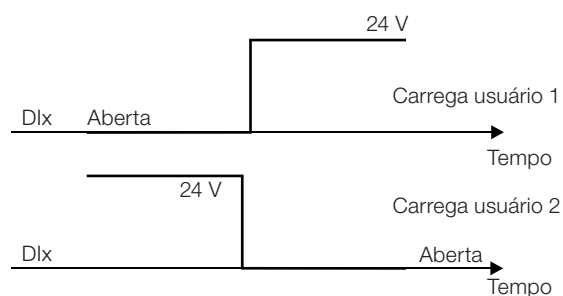 24 V
Carrega usuário 1
DIx Aberta
Tempo
24 V
Carrega usuário 2
DIx Aberta
Tempo